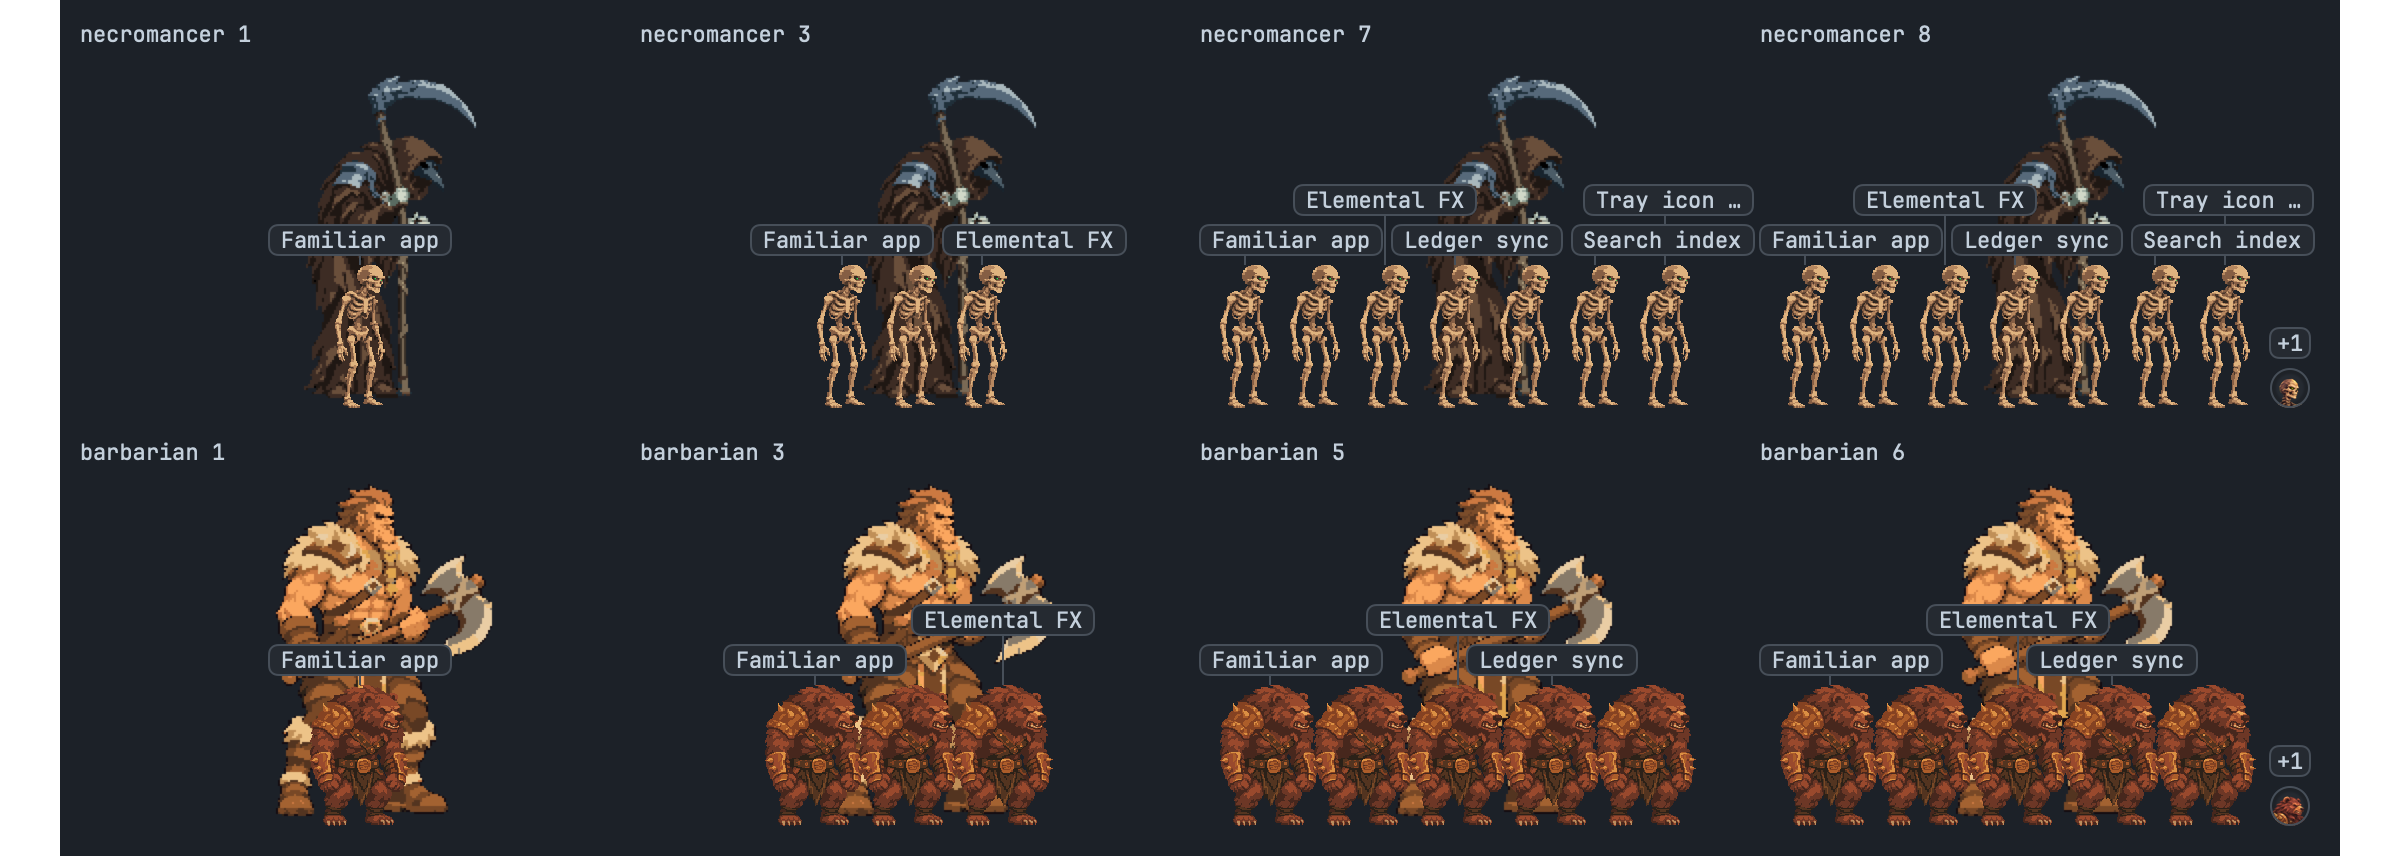 necromancer 1
necromancer 3
necromancer 7
necromancer 8
Familiar app
Familiar app
Elemental FX
Elemental FX
Tray icon …
Familiar app
Ledger sync
Search index
Elemental FX
Tray icon …
Familiar app
Ledger sync
Search index
+1
barbarian 1
barbarian 3
barbarian 5
barbarian 6
Familiar app
Elemental FX
Familiar app
Elemental FX
Familiar app
Ledger sync
Elemental FX
Familiar app
Ledger sync
+1